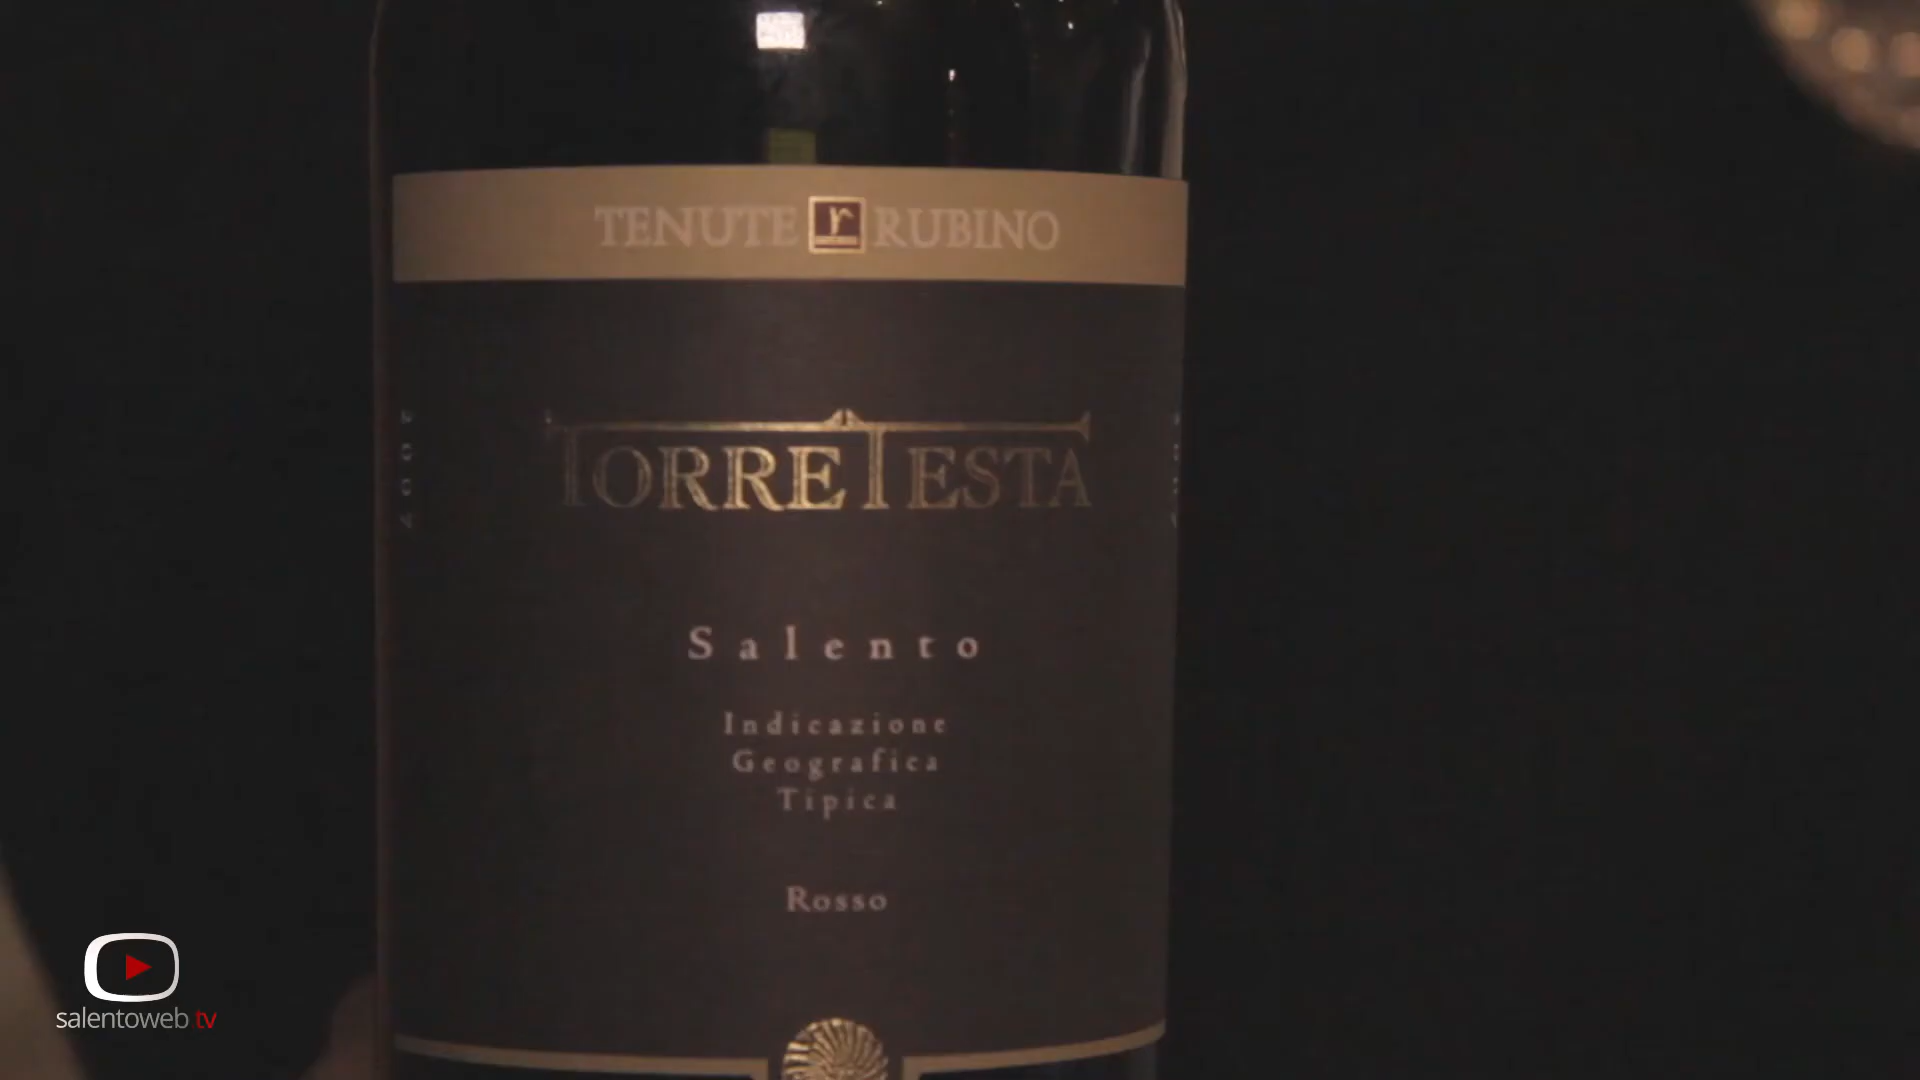 TENUTE r RUBINO
TORRE TESTA
Salento
Indicazione
Geografica
Tipica
Rosso
salentoweb.tv